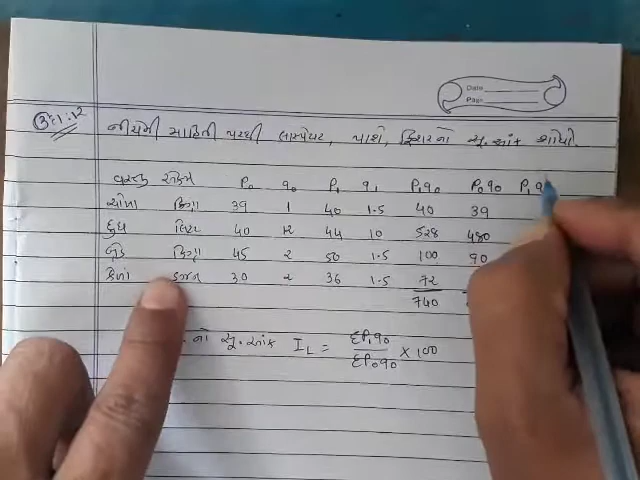 Date
Page
ઉદા:-૧૨
નીચેની માહિતી પરથી લાસ્પેયર, પાશે, ફિશરનો સૂ.આંક શોધો.
વસ્તુ એકમ P₀ q₀ P₁ q₁ P₁q₀ P₀q₀ P₁q
ચોખા કિગ્રા 39 1 40 1.5 40 39
દુધ લિટર 40 12 44 10 528 480
કિગ્રા 45 2 50 1.5 100 90
કેળાં ડઝન 30 2 36 1.5 72
740
નો સૂ.આંક I_L = ΣP₁q₀ / ΣP₀q₀ × 100